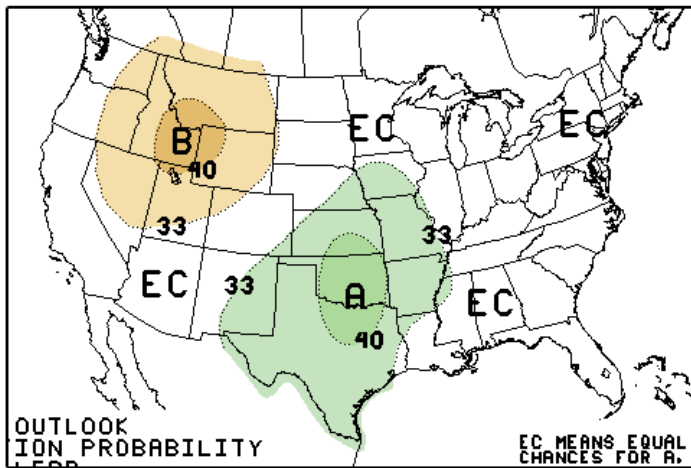 EC
EC
B
40
33
33
EC
33
A
EC
40
OUTLOOK
ION PROBABILITY
EC MEANS EQUAL
CHANCES FOR A,